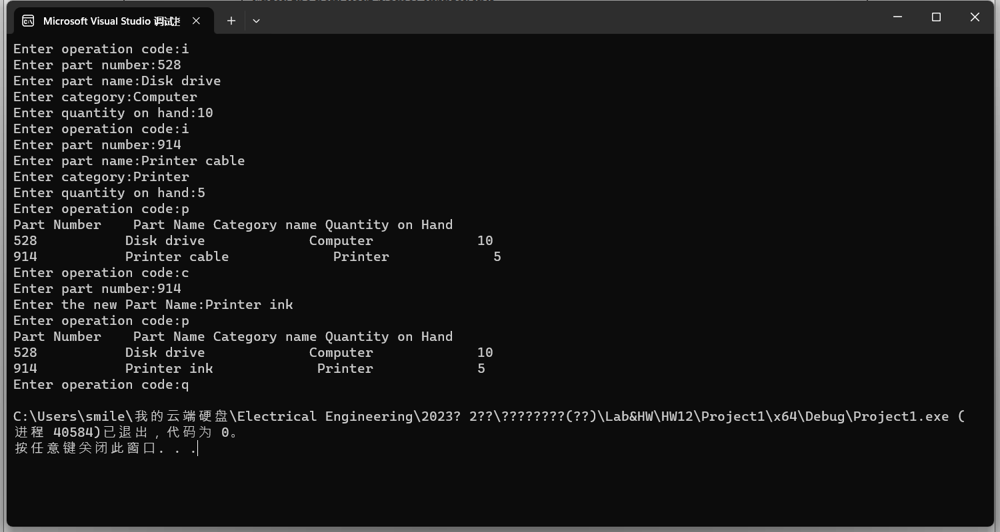 Microsoft Visual Studio 调试控
Enter operation code:i
Enter part number:528
Enter part name:Disk drive
Enter category:Computer
Enter quantity on hand:10
Enter operation code:i
Enter part number:914
Enter part name:Printer cable
Enter category:Printer
Enter quantity on hand:5
Enter operation code:p
Part Number    Part Name Category name Quantity on Hand
528           Disk drive             Computer             10
914           Printer cable             Printer             5
Enter operation code:c
Enter part number:914
Enter the new Part Name:Printer ink
Enter operation code:p
Part Number    Part Name Category name Quantity on Hand
528           Disk drive             Computer             10
914           Printer ink             Printer             5
Enter operation code:q
C:\Users\smile\我的云端硬盘\Electrical Engineering\2023? 2??\????????(??)\Lab&HW\HW12\Project1\x64\Debug\Project1.exe (
进程 40584)已退出，代码为 0。
按任意键关闭此窗口. . .